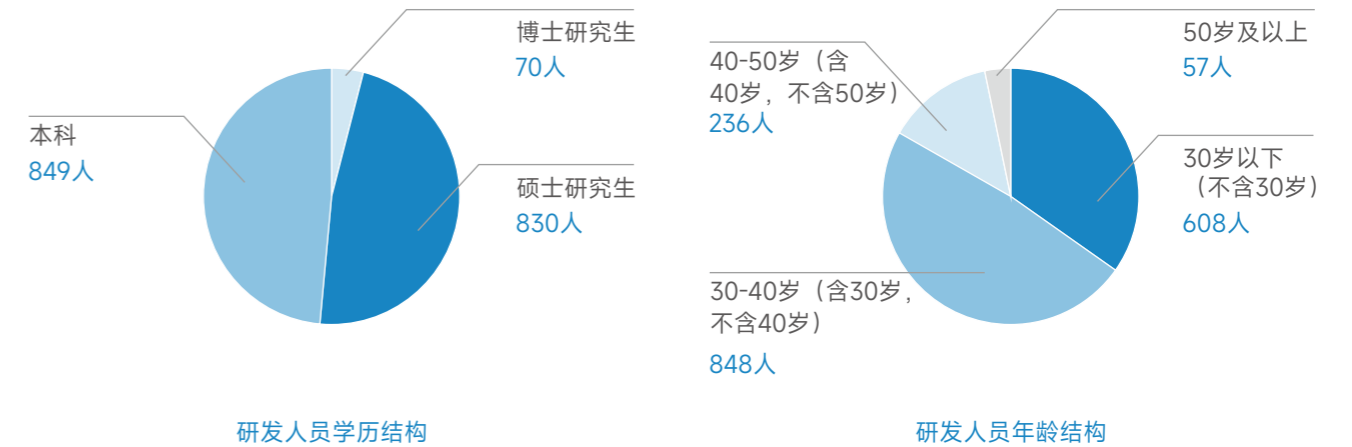 博士研究生
70人
本科
849人
硕士研究生
830人
研发人员学历结构
40-50岁（含
40岁，不含50岁）
236人
50岁及以上
57人
30岁以下
（不含30岁）
608人
30-40岁（含30岁，
不含40岁）
848人
研发人员年龄结构